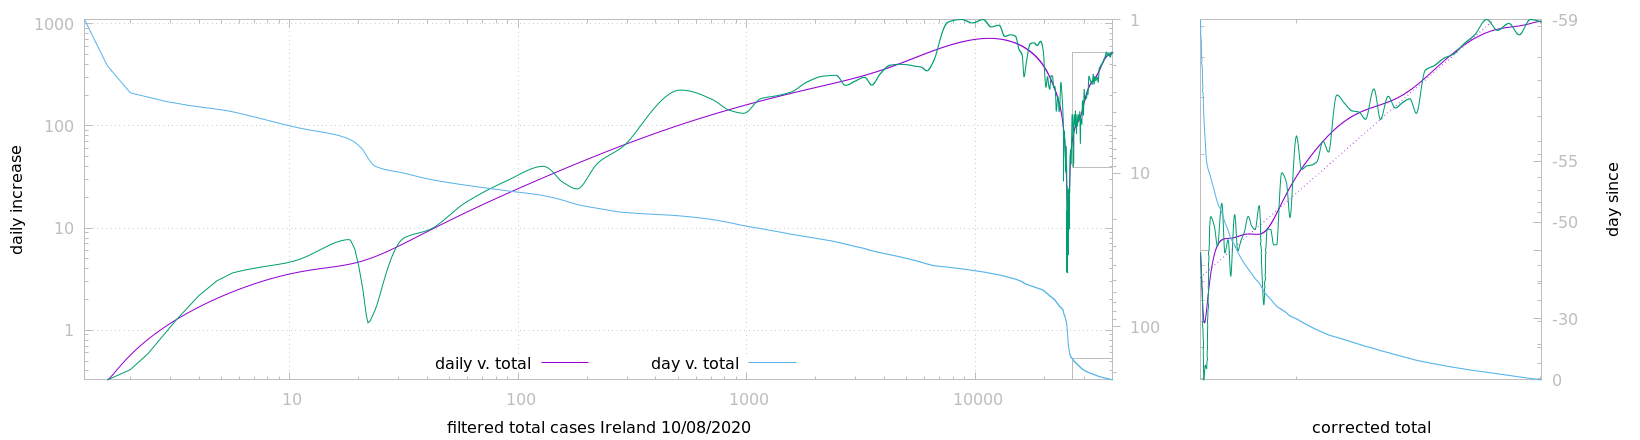 1000
100
10
1
daily increase
10
100
1000
10000
1
10
100
daily v. total
day v. total
filtered total cases Ireland 10/08/2020
-59
-55
-50
-30
0
day since
corrected total